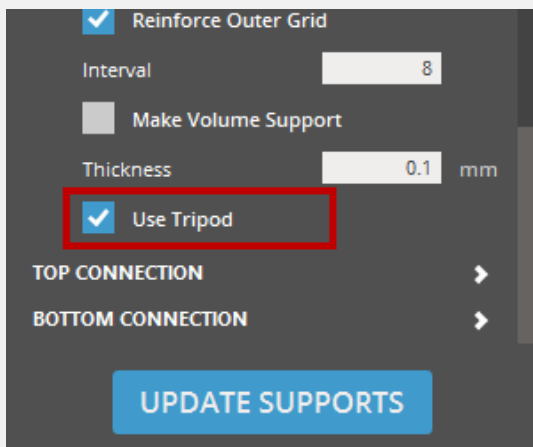 Reinforce Outer Grid
Interval 8
Make Volume Support
Thickness 0.1 mm
Use Tripod
TOP CONNECTION
BOTTOM CONNECTION
UPDATE SUPPORTS